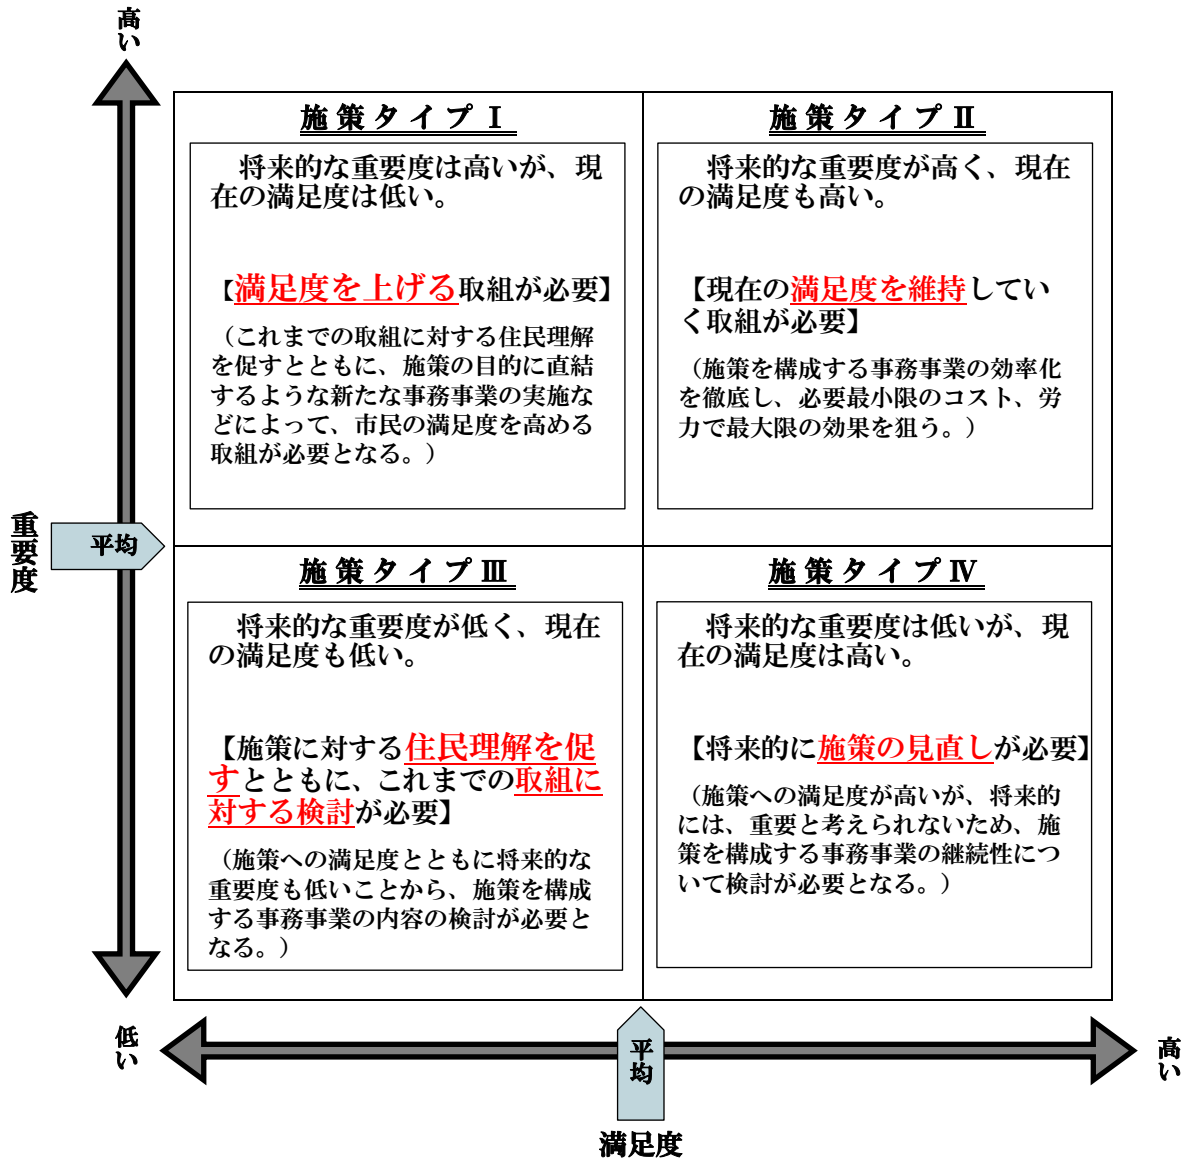 高い
施策タイプⅠ
将来的な重要度は高いが、現
在の満足度は低い。
【満足度を上げる取組が必要】
（これまでの取組に対する住民理解
を促すとともに、施策の目的に直結
するような新たな事務事業の実施な
どによって、市民の満足度を高める
取組が必要となる。）
施策タイプⅡ
将来的な重要度が高く、現在
の満足度も高い。
【現在の満足度を維持してい
く取組が必要】
（施策を構成する事務事業の効率化
を徹底し、必要最小限のコスト、労
力で最大限の効果を狙う。）
重要度
平均
施策タイプⅢ
将来的な重要度が低く、現在
の満足度も低い。
【施策に対する住民理解を促
すとともに、これまでの取組に
対する検討が必要】
（施策への満足度とともに将来的な
重要度も低いことから、施策を構成
する事務事業の内容の検討が必要と
なる。）
施策タイプⅣ
将来的な重要度は低いが、現
在の満足度は高い。
【将来的に施策の見直しが必要】
（施策への満足度が高いが、将来的
には、重要と考えられないため、施
策を構成する事務事業の継続性につ
いて検討が必要となる。）
低い
平均
高い
満足度